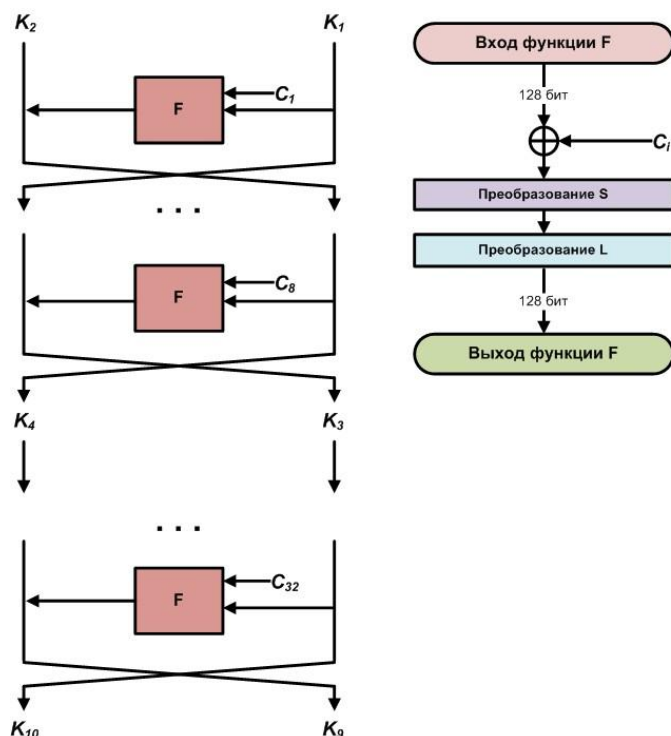 K2 K1
C1
F
. . .
C8
F
K4 K3
. . .
C32
F
K10 K9
Вход функции F
128 бит
Ci
Преобразование S
Преобразование L
128 бит
Выход функции F